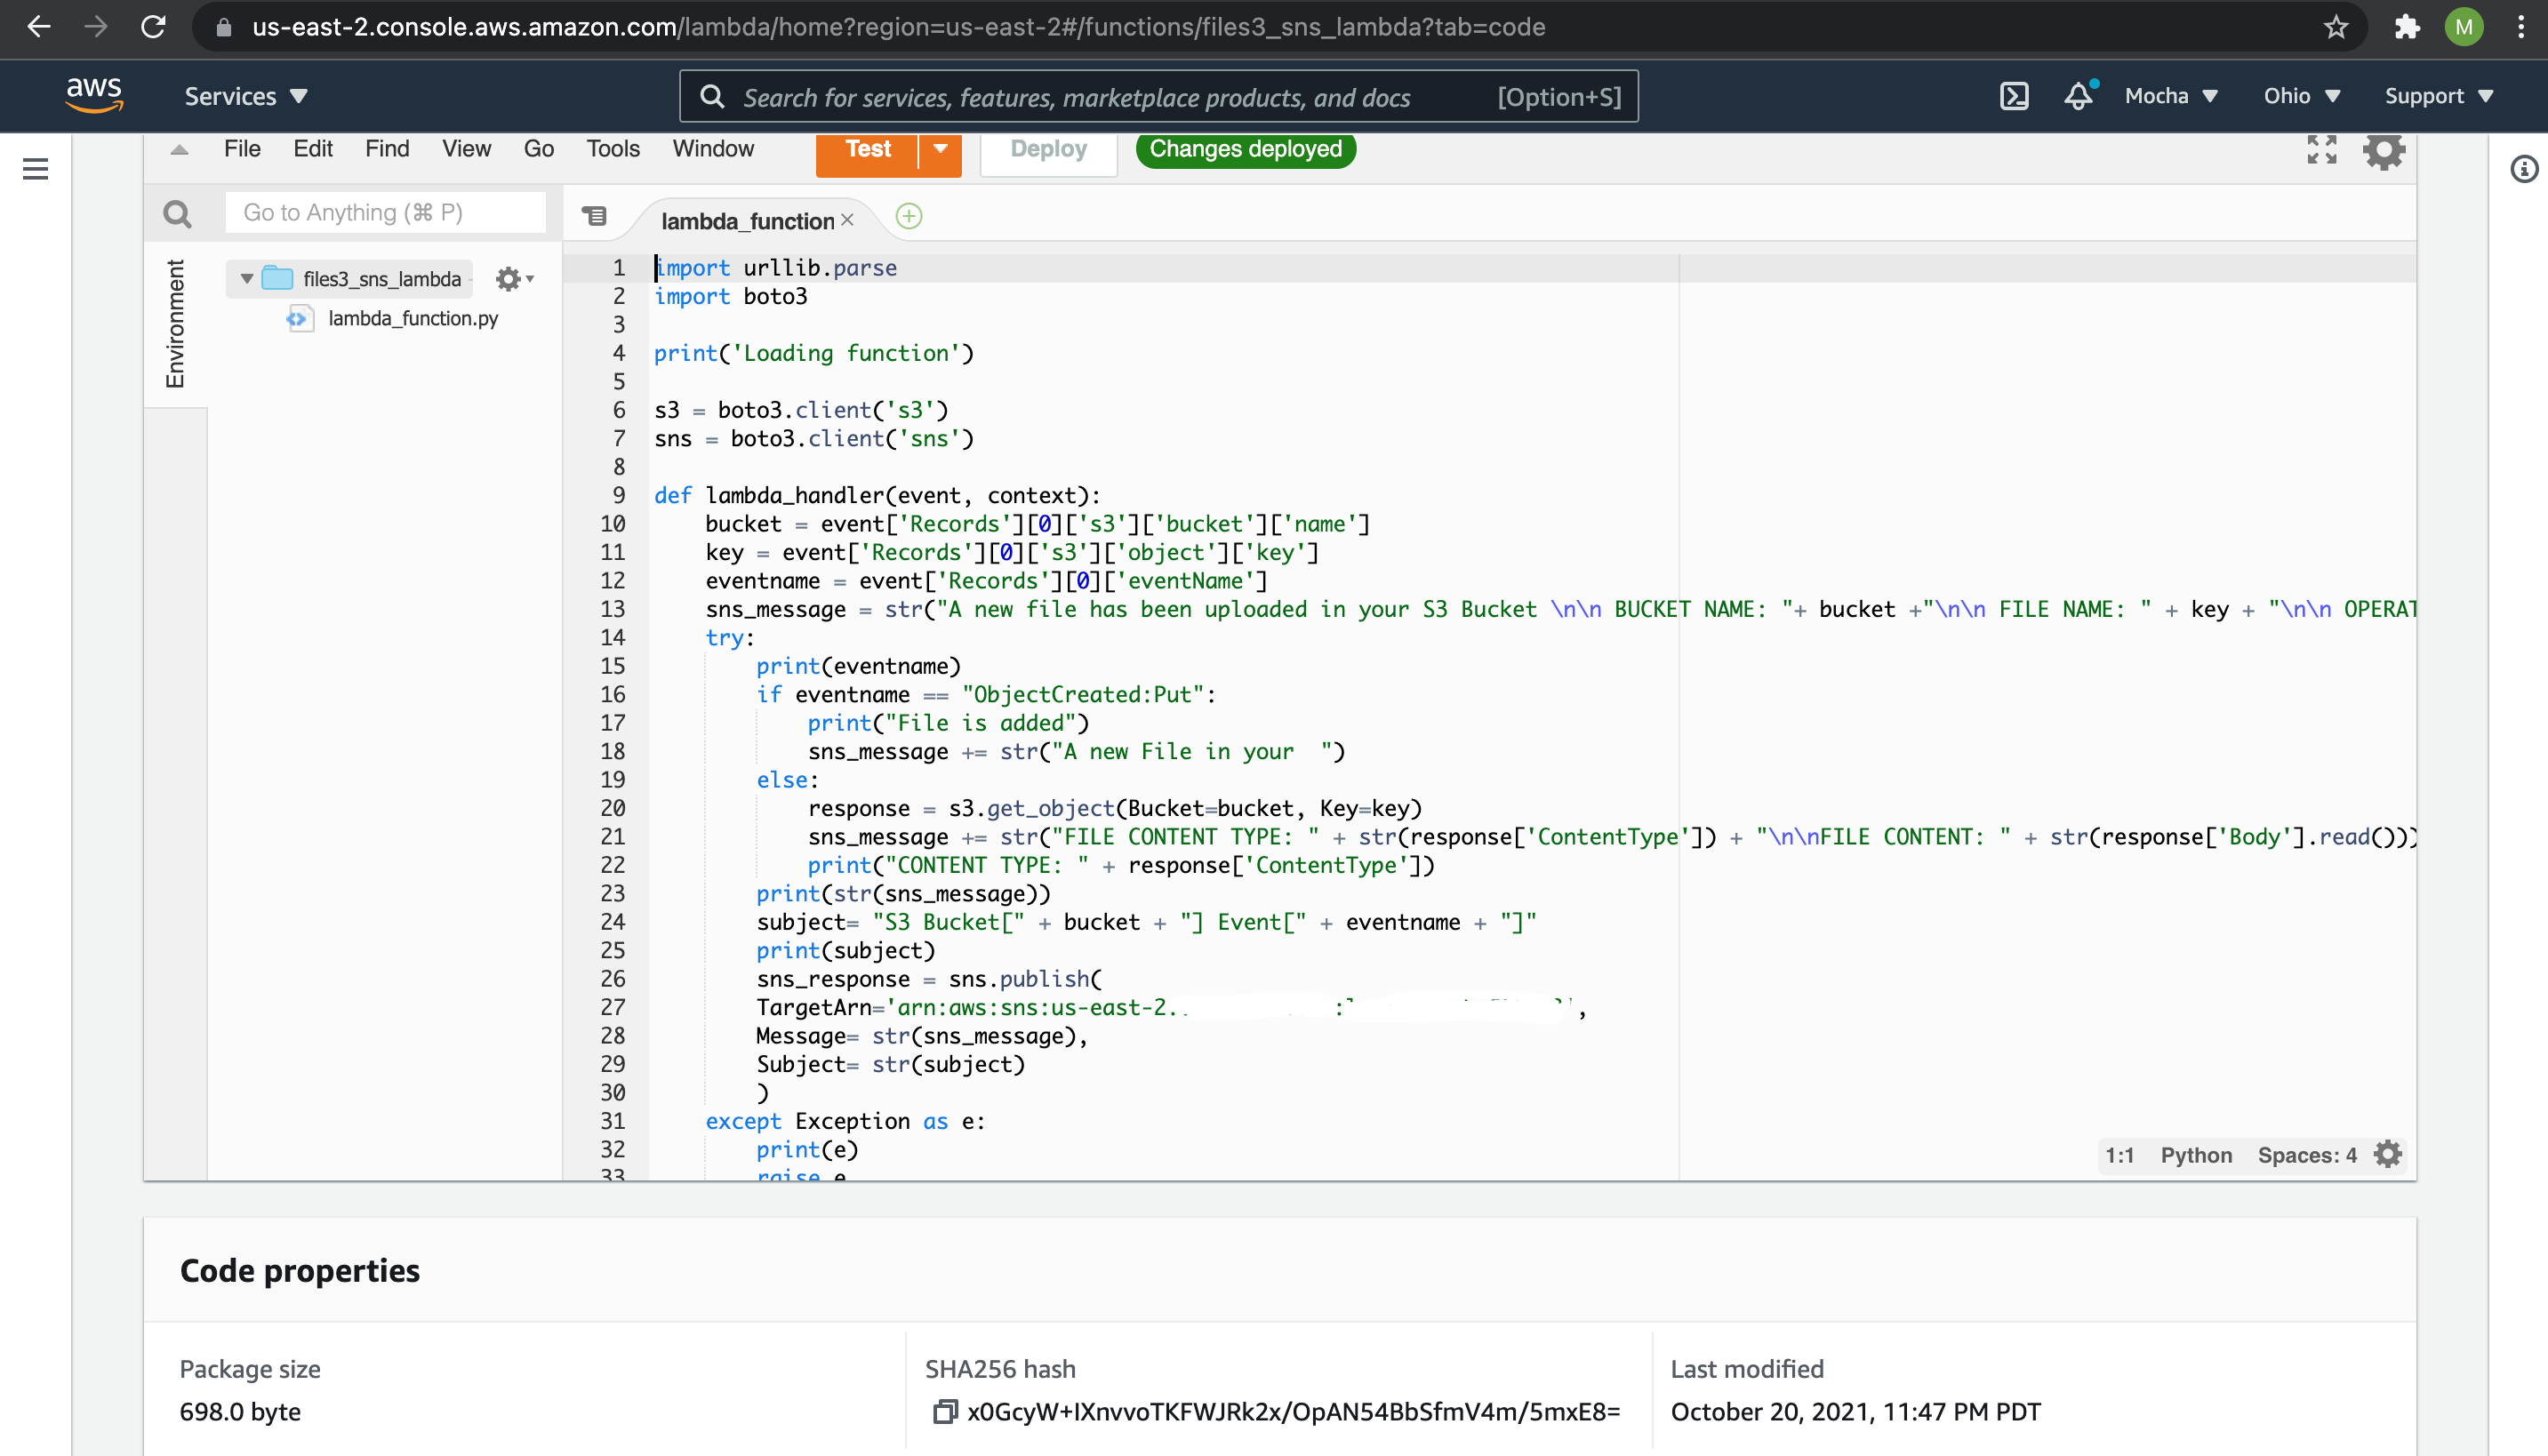 us-east-2.console.aws.amazon.com/lambda/home?region=us-east-2#/functions/files3_sns_lambda?tab=code
M
aws
Services
Search for services, features, marketplace products, and docs
[Option+S]
Mocha
Ohio
Support
File Edit Find View Go Tools Window
Test
Deploy
Changes deployed
Go to Anything (⌘ P)
lambda_function
Environment
files3_sns_lambda
lambda_function.py
1 import urllib.parse
2 import boto3
3
4 print('Loading function')
5
6 s3 = boto3.client('s3')
7 sns = boto3.client('sns')
8
9 def lambda_handler(event, context):
10     bucket = event['Records'][0]['s3']['bucket']['name']
11     key = event['Records'][0]['s3']['object']['key']
12     eventname = event['Records'][0]['eventName']
13     sns_message = str("A new file has been uploaded in your S3 Bucket \n\n BUCKET NAME: "+ bucket +"\n\n FILE NAME: " + key + "\n\n OPERAT
14     try:
15         print(eventname)
16         if eventname == "ObjectCreated:Put":
17             print("File is added")
18             sns_message += str("A new File in your  ")
19         else:
20             response = s3.get_object(Bucket=bucket, Key=key)
21             sns_message += str("FILE CONTENT TYPE: " + str(response['ContentType']) + "\n\nFILE CONTENT: " + str(response['Body'].read()))
22             print("CONTENT TYPE: " + response['ContentType'])
23         print(str(sns_message))
24         subject= "S3 Bucket[" + bucket + "] Event[" + eventname + "]"
25         print(subject)
26         sns_response = sns.publish(
27         TargetArn='arn:aws:sns:us-east-2 : ',
28         Message= str(sns_message),
29         Subject= str(subject)
30         )
31     except Exception as e:
32         print(e)
33         raise e
1:1 Python Spaces: 4
Code properties
Package size
698.0 byte
SHA256 hash
x0GcyW+IXnvvoTKFWJRk2x/OpAN54BbSfmV4m/5mxE8=
Last modified
October 20, 2021, 11:47 PM PDT